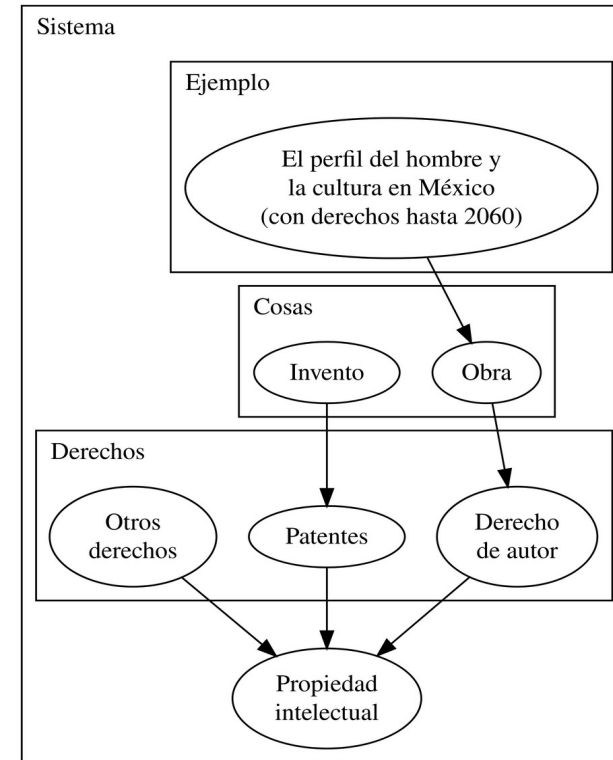 Sistema
Ejemplo
El perfil del hombre y
la cultura en México
(con derechos hasta 2060)
Cosas
Invento
Obra
Derechos
Otros
derechos
Patentes
Derecho
de autor
Propiedad
intelectual